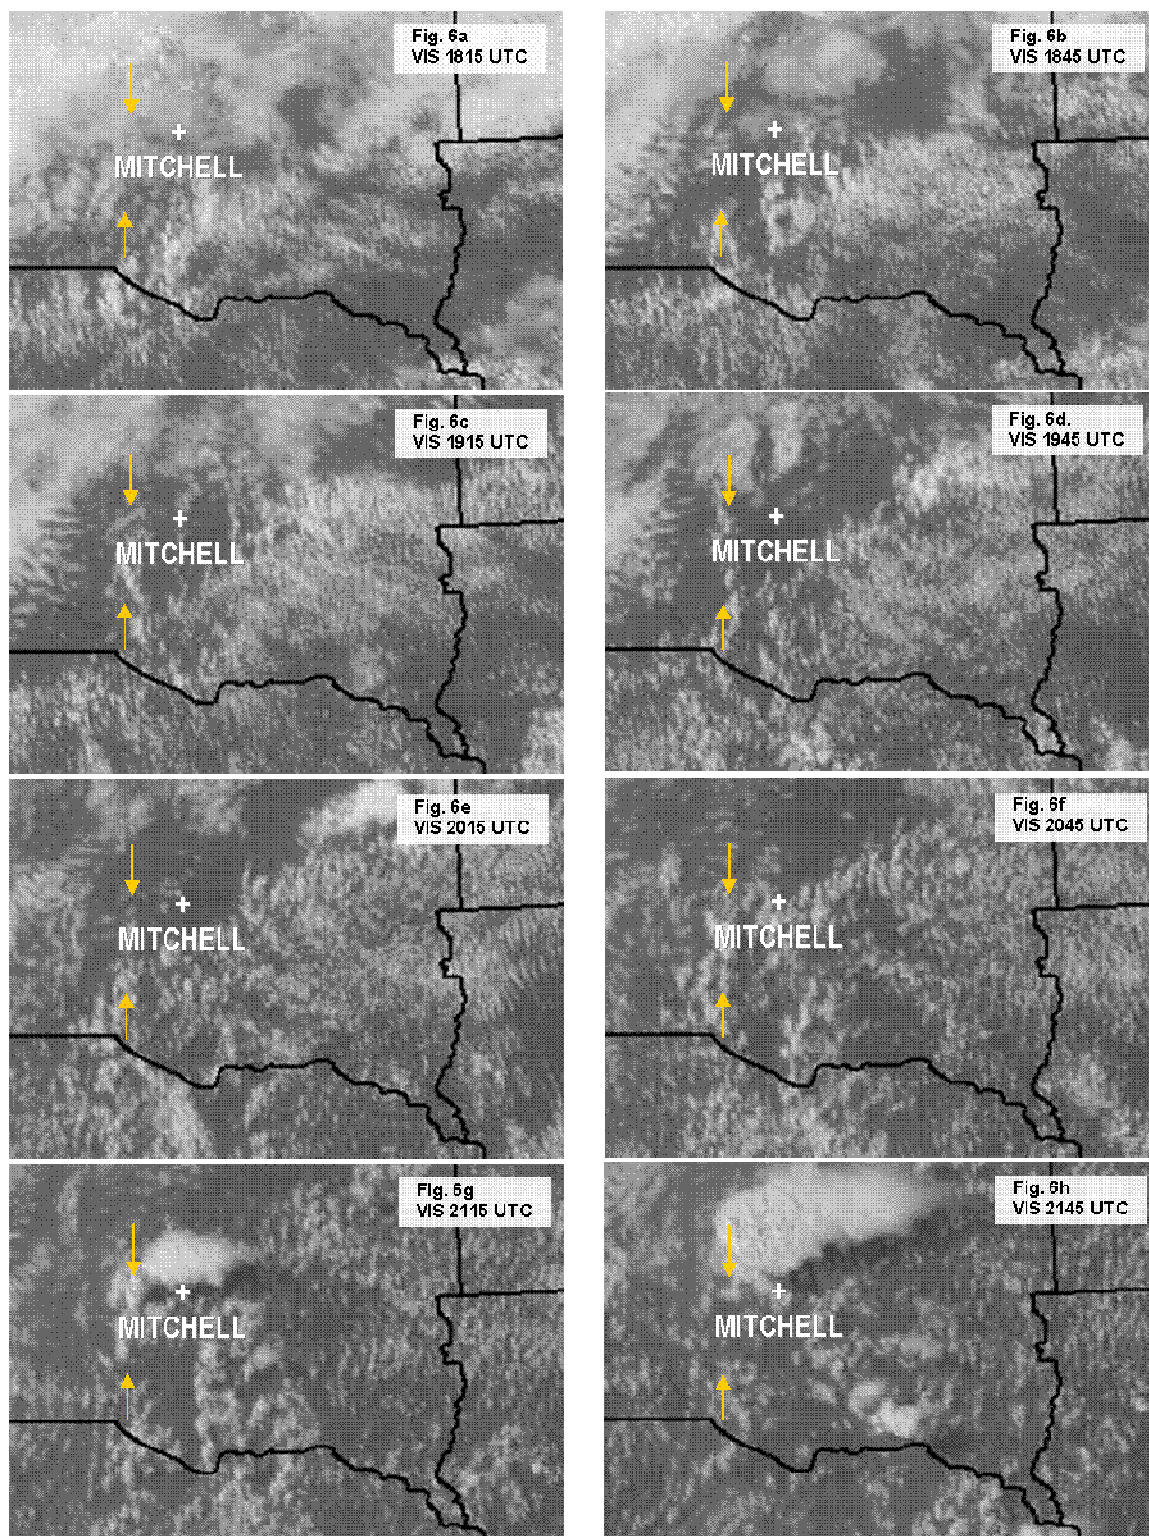 Fig. 6a
VIS 1815 UTC
MITCHELL
Fig. 6b
VIS 1845 UTC
MITCHELL
Fig. 6c
VIS 1915 UTC
MITCHELL
Fig. 6d.
VIS 1945 UTC
MITCHELL
Fig. 6e
VIS 2015 UTC
MITCHELL
Fig. 6f
VIS 2045 UTC
MITCHELL
Fig. 6g
VIS 2115 UTC
MITCHELL
Fig. 6h
VIS 2145 UTC
MITCHELL